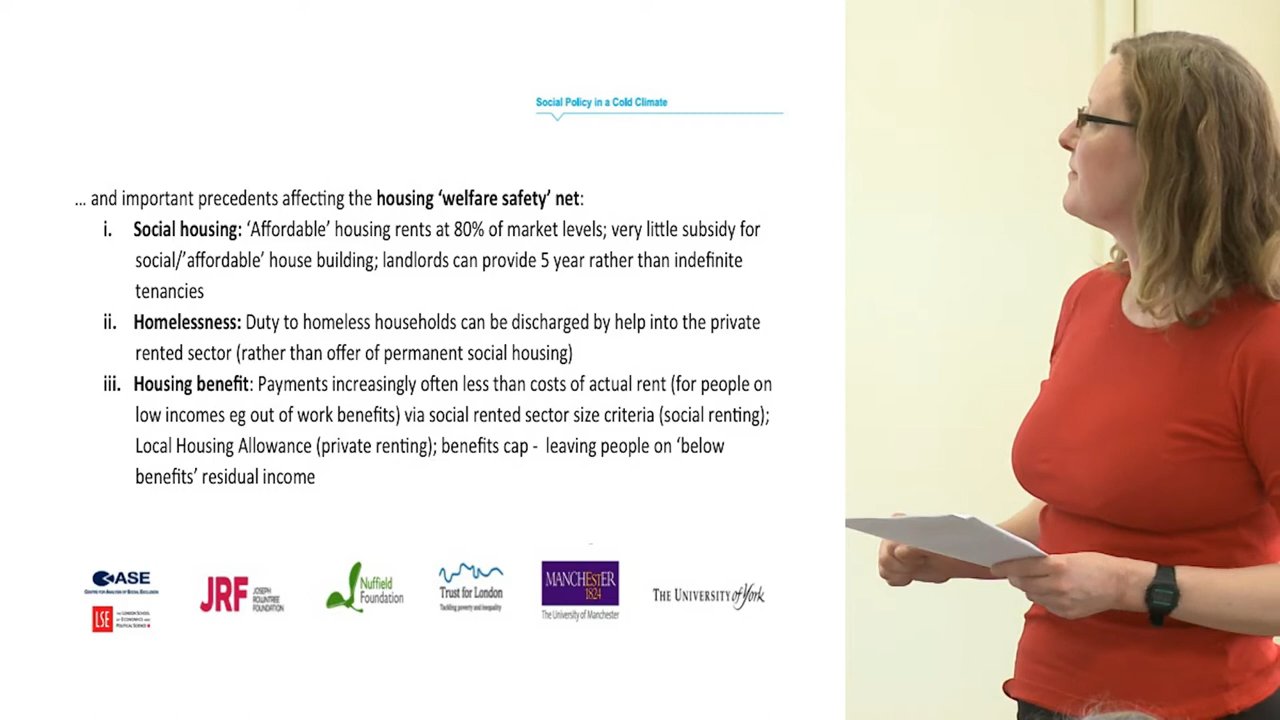 Social Policy in a Cold Climate
... and important precedents affecting the housing ‘welfare safety’ net:
i. Social housing: ‘Affordable’ housing rents at 80% of market levels; very little subsidy for
social/’affordable’ house building; landlords can provide 5 year rather than indefinite
tenancies
ii. Homelessness: Duty to homeless households can be discharged by help into the private
rented sector (rather than offer of permanent social housing)
iii. Housing benefit: Payments increasingly often less than costs of actual rent (for people on
low incomes eg out of work benefits) via social rented sector size criteria (social renting);
Local Housing Allowance (private renting); benefits cap - leaving people on ‘below
benefits’ residual income
CASE
CENTRE FOR ANALYSIS OF SOCIAL EXCLUSION
LSE
THE LONDON SCHOOL
OF ECONOMICS AND
POLITICAL SCIENCE
JRF
JOSEPH
ROWNTREE
FOUNDATION
Nuffield
Foundation
Trust for London
Tackling poverty and inequality
MANCHESTER
1824
The University of Manchester
THE UNIVERSITY of York